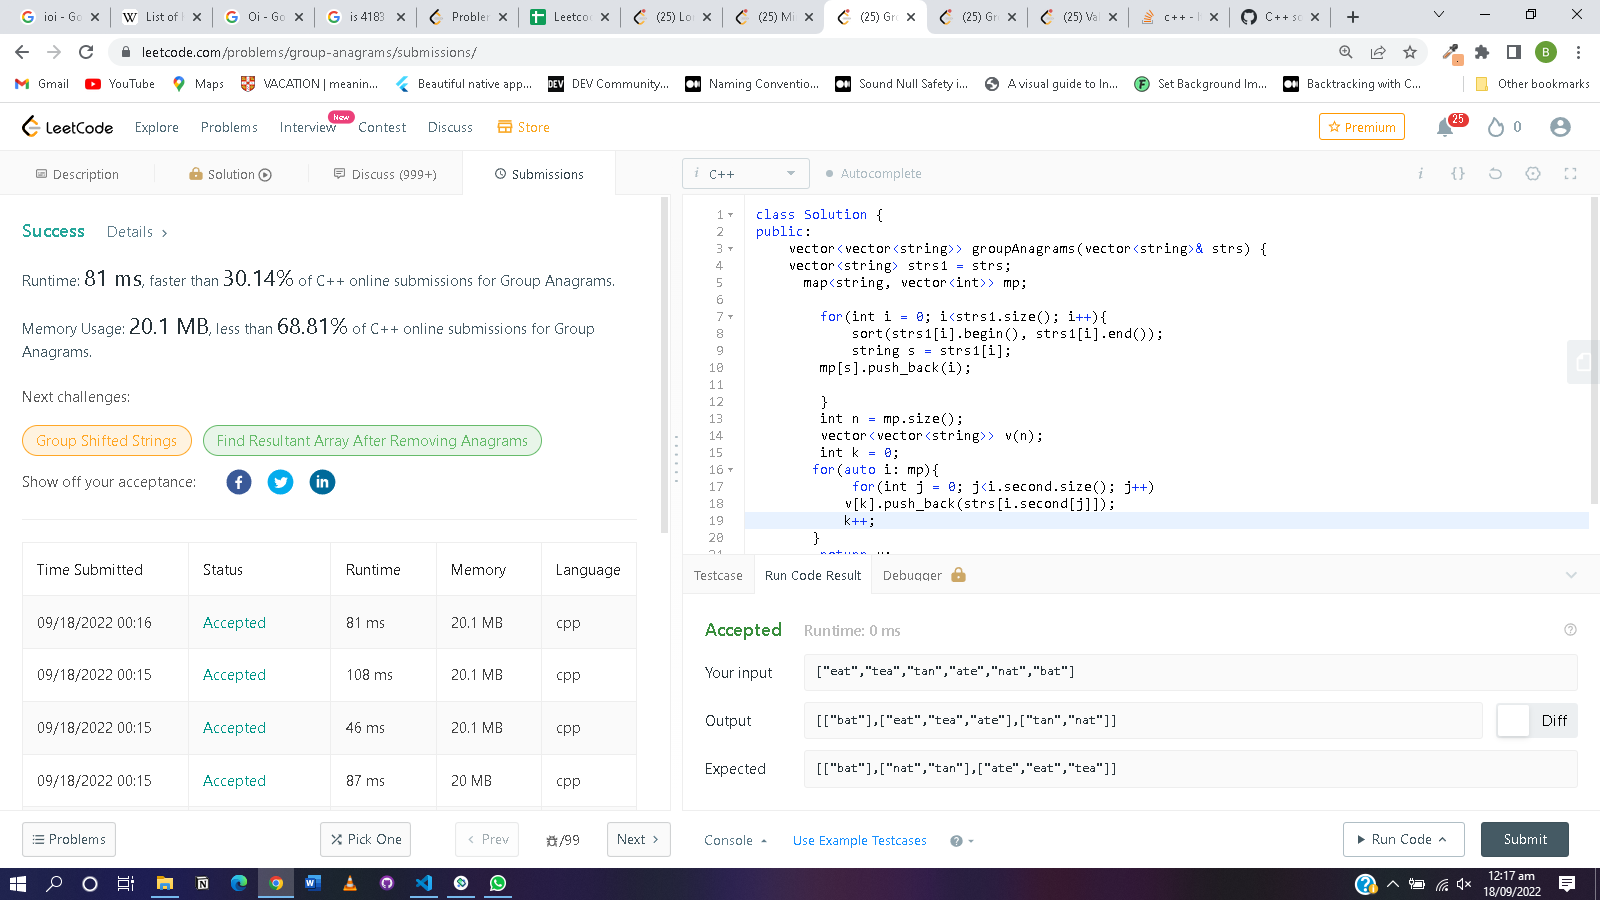 ioi - Go
List of I
Oi - Go
is 4183
Problem
Leetco
(25) Lo
(25) Mi
(25) Gr
(25) Gr
(25) Val
c++ - I
C++ sc
leetcode.com/problems/group-anagrams/submissions/
B
Gmail
YouTube
Maps
VACATION | meanin...
Beautiful native app...
DEV Community...
Naming Conventio...
Sound Null Safety i...
A visual guide to In...
Set Background Im...
Backtracking with C...
Other bookmarks
LeetCode
Explore
Problems
Interview
New
Contest
Discuss
Store
Premium
25
0
Description
Solution
Discuss (999+)
Submissions
i C++
Autocomplete
Success
Details >
Runtime: 81 ms, faster than 30.14% of C++ online submissions for Group Anagrams.
Memory Usage: 20.1 MB, less than 68.81% of C++ online submissions for Group
Anagrams.
Next challenges:
Group Shifted Strings
Find Resultant Array After Removing Anagrams
Show off your acceptance:
Time Submitted Status Runtime Memory Language
09/18/2022 00:16 Accepted 81 ms 20.1 MB cpp
09/18/2022 00:15 Accepted 108 ms 20.1 MB cpp
09/18/2022 00:15 Accepted 46 ms 20.1 MB cpp
09/18/2022 00:15 Accepted 87 ms 20 MB cpp
1 class Solution {
2 public:
3 vector<vector<string>> groupAnagrams(vector<string>& strs) {
4 vector<string> strs1 = strs;
5 map<string, vector<int>> mp;
6
7 for(int i = 0; i<strs1.size(); i++){
8 sort(strs1[i].begin(), strs1[i].end());
9 string s = strs1[i];
10 mp[s].push_back(i);
11
12 }
13 int n = mp.size();
14 vector<vector<string>> v(n);
15 int k = 0;
16 for(auto i: mp){
17 for(int j = 0; j<i.second.size(); j++)
18 v[k].push_back(strs[i.second[j]]);
19 k++;
20 }
21 return v;
Testcase
Run Code Result
Debugger
Accepted Runtime: 0 ms
Your input ["eat","tea","tan","ate","nat","bat"]
Output [["bat"],["eat","tea","ate"],["tan","nat"]]
Diff
Expected [["bat"],["nat","tan"],["ate","eat","tea"]]
Problems
Pick One
< Prev
/99
Next >
Console
Use Example Testcases
Run Code
Submit
12:17 am
18/09/2022